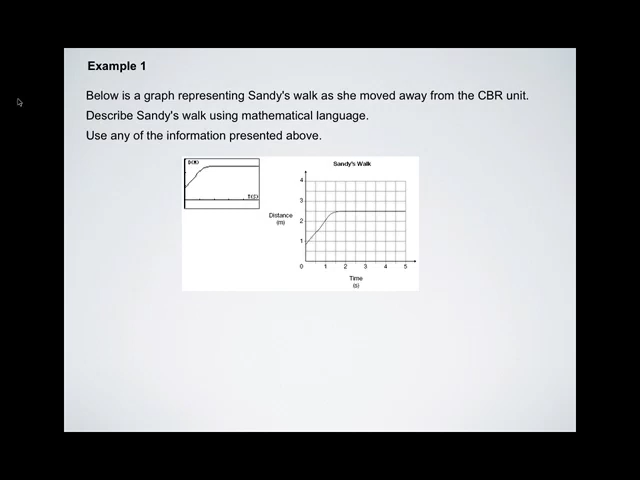 Example 1
Below is a graph representing Sandy's walk as she moved away from the CBR unit.
Describe Sandy's walk using mathematical language.
Use any of the information presented above.
D(M)
T(S)
Sandy's Walk
4
3
Distance
(m)
2
1
0 1 2 3 4 5
Time
(s)